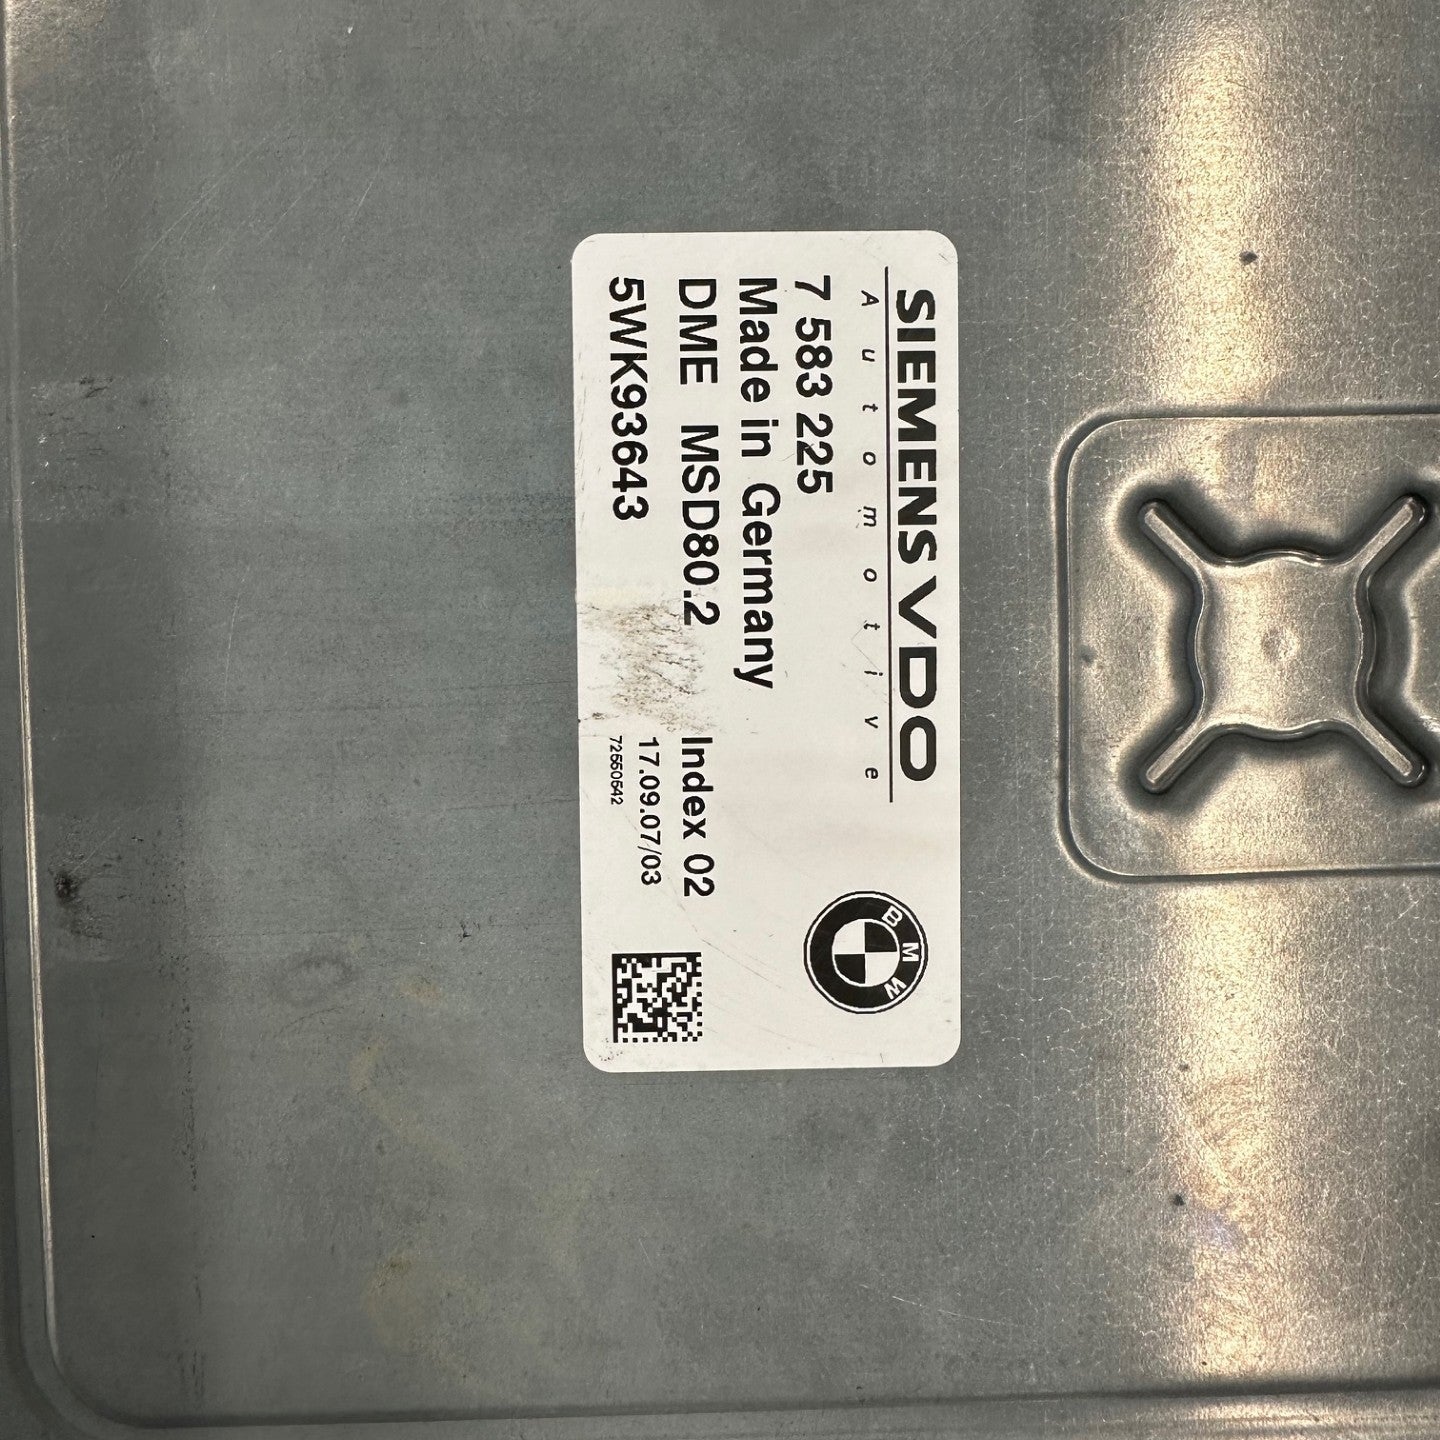 SIEMENS VDO
Automotive
7 583 225
Made in Germany
DME MSD80.2
Index 02
5WK93643
17.09.07/03
72550542
BMW